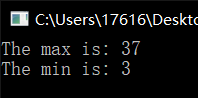 C:\Users\17616\Deskto
The max is: 37
The min is: 3